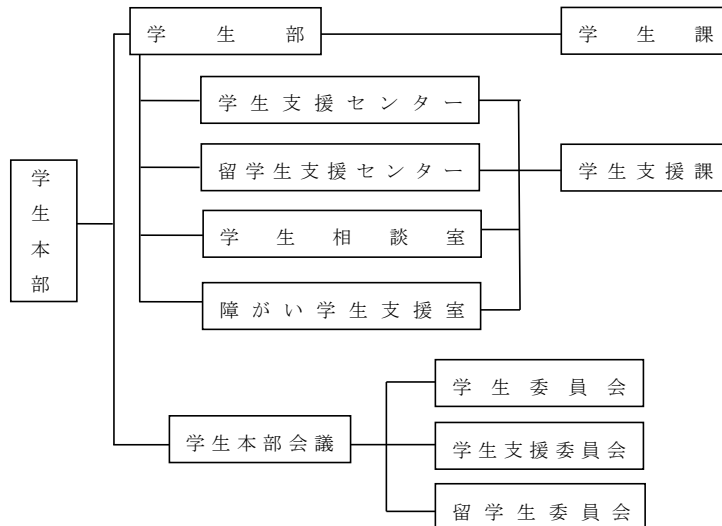 学生部
学生課
学生支援センター
留学生支援センター
学生支援課
学生本部
学生相談室
障がい学生支援室
学生委員会
学生本部会議
学生支援委員会
留学生委員会